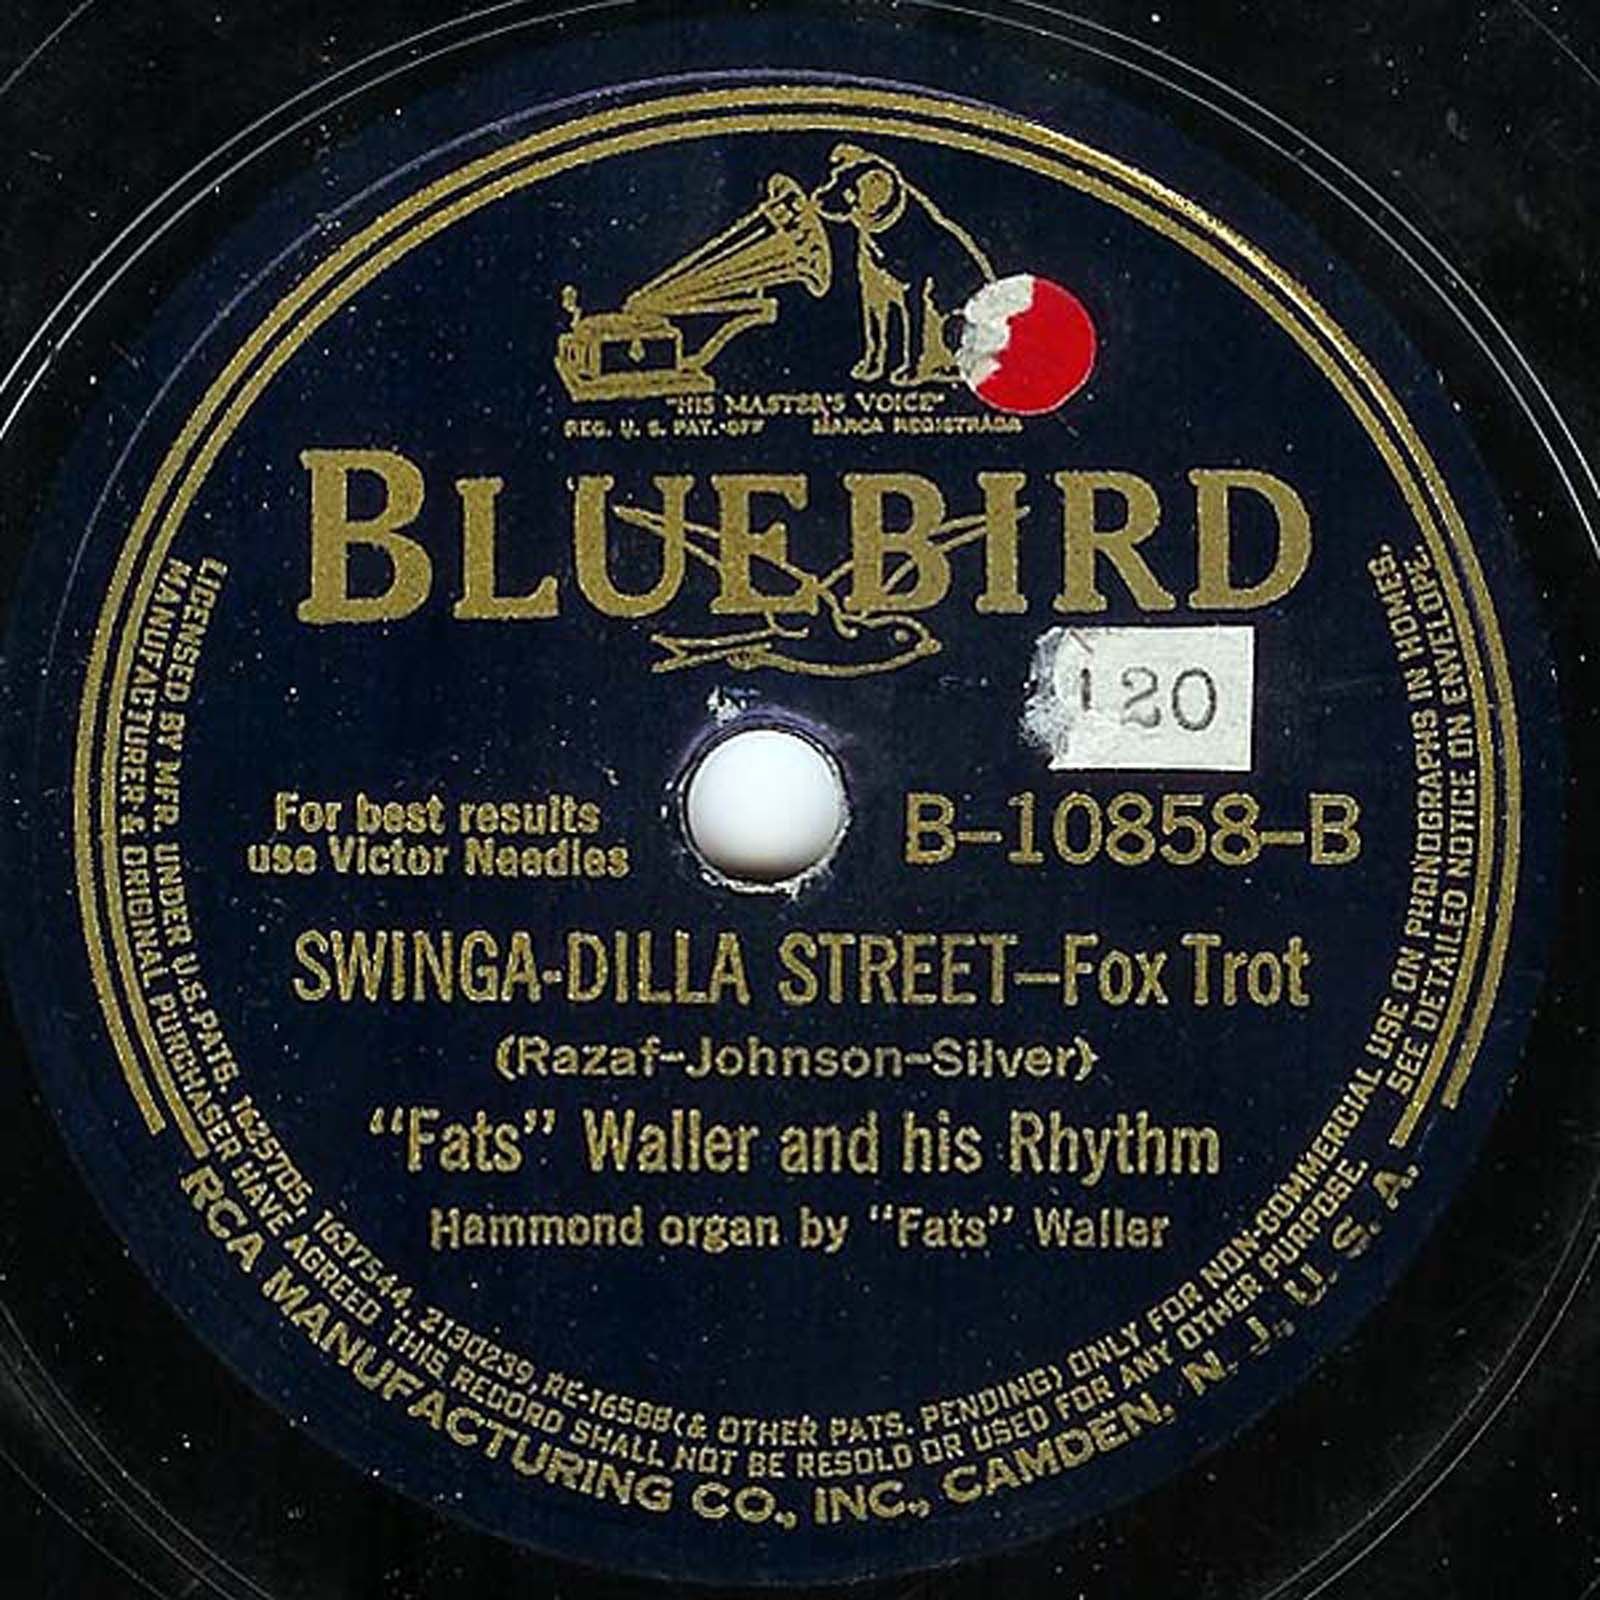 "HIS MASTER'S VOICE"
REG. U. S. PAT.-OFF MARCA REGISTRADA
BLUEBIRD
120
For best results
use Victor Needles
B-10858-B
SWINGA-DILLA STREET—Fox Trot
(Razaf-Johnson-Silver)
"Fats" Waller and his Rhythm
Hammond organ by "Fats" Waller
LICENSED BY MFR. UNDER U.S. PATS. 1625705, 1637544, 2130239, RE-16588 (& OTHER PATS. PENDING) ONLY FOR NON-COMMERCIAL USE ON PHONOGRAPHS IN HOMES.
MANUFACTURER & ORIGINAL PURCHASER HAVE AGREED THIS RECORD SHALL NOT BE RESOLD OR USED FOR ANY OTHER PURPOSE. SEE DETAILED NOTICE ON ENVELOPE.
RCA MANUFACTURING CO., INC., CAMDEN, N. J., U. S. A.